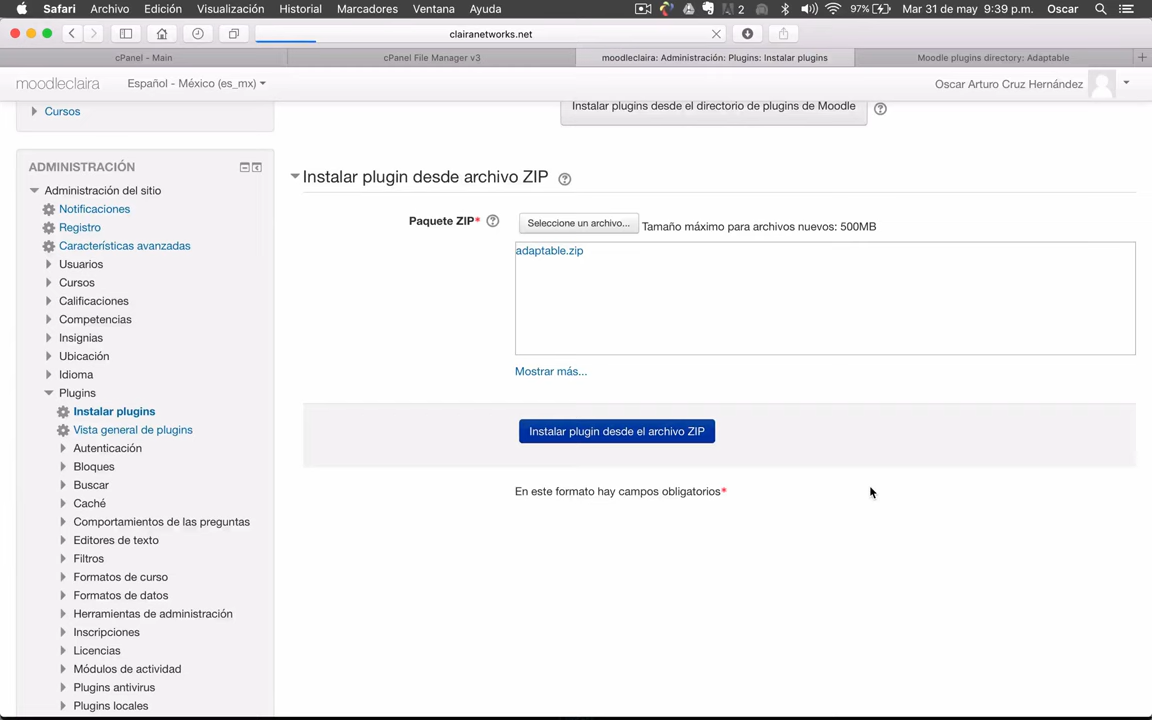 Safari Archivo Edición Visualización Historial Marcadores Ventana Ayuda 2 97% Mar 31 de may 9:39 p.m. Oscar
clairanetworks.net
cPanel - Main cPanel File Manager v3 moodleclaira: Administración: Plugins: Instalar plugins Moodle plugins directory: Adaptable
moodleclaira Español - México (es_mx) Oscar Arturo Cruz Hernández
Cursos
Instalar plugins desde el directorio de plugins de Moodle
ADMINISTRACIÓN
Administración del sitio
Notificaciones
Registro
Características avanzadas
Usuarios
Cursos
Calificaciones
Competencias
Insignias
Ubicación
Idioma
Plugins
Instalar plugins
Vista general de plugins
Autenticación
Bloques
Buscar
Caché
Comportamientos de las preguntas
Editores de texto
Filtros
Formatos de curso
Formatos de datos
Herramientas de administración
Inscripciones
Licencias
Módulos de actividad
Plugins antivirus
Plugins locales
Instalar plugin desde archivo ZIP
Paquete ZIP* Seleccione un archivo... Tamaño máximo para archivos nuevos: 500MB
adaptable.zip
Mostrar más...
Instalar plugin desde el archivo ZIP
En este formato hay campos obligatorios*